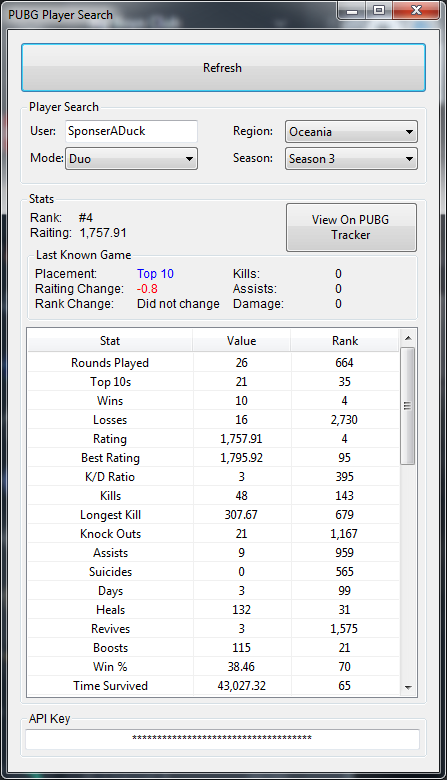 PUBG Player Search
Refresh
Player Search
User: SponserADuck Region: Oceania
Mode: Duo Season: Season 3
Stats
Rank: #4
Raiting: 1,757.91
View On PUBG
Tracker
Last Known Game
Placement: Top 10 Kills: 0
Raiting Change: -0.8 Assists: 0
Rank Change: Did not change Damage: 0
Stat Value Rank
Rounds Played 26 664
Top 10s 21 35
Wins 10 4
Losses 16 2,730
Rating 1,757.91 4
Best Rating 1,795.92 95
K/D Ratio 3 395
Kills 48 143
Longest Kill 307.67 679
Knock Outs 21 1,167
Assists 9 959
Suicides 0 565
Days 3 99
Heals 132 31
Revives 3 1,575
Boosts 115 21
Win % 38.46 70
Time Survived 43,027.32 65
API Key
************************************